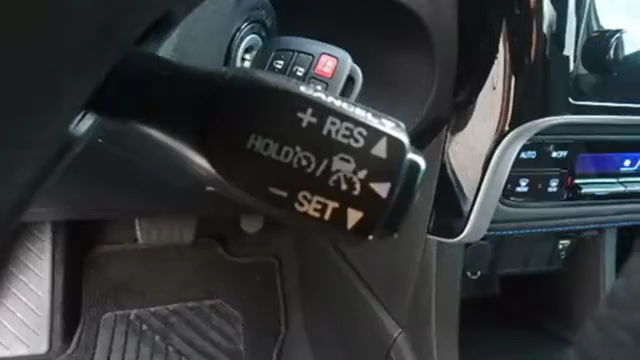 CANCEL
+ RES ▲
HOLD / ◀
− SET ▼
AUTO OFF